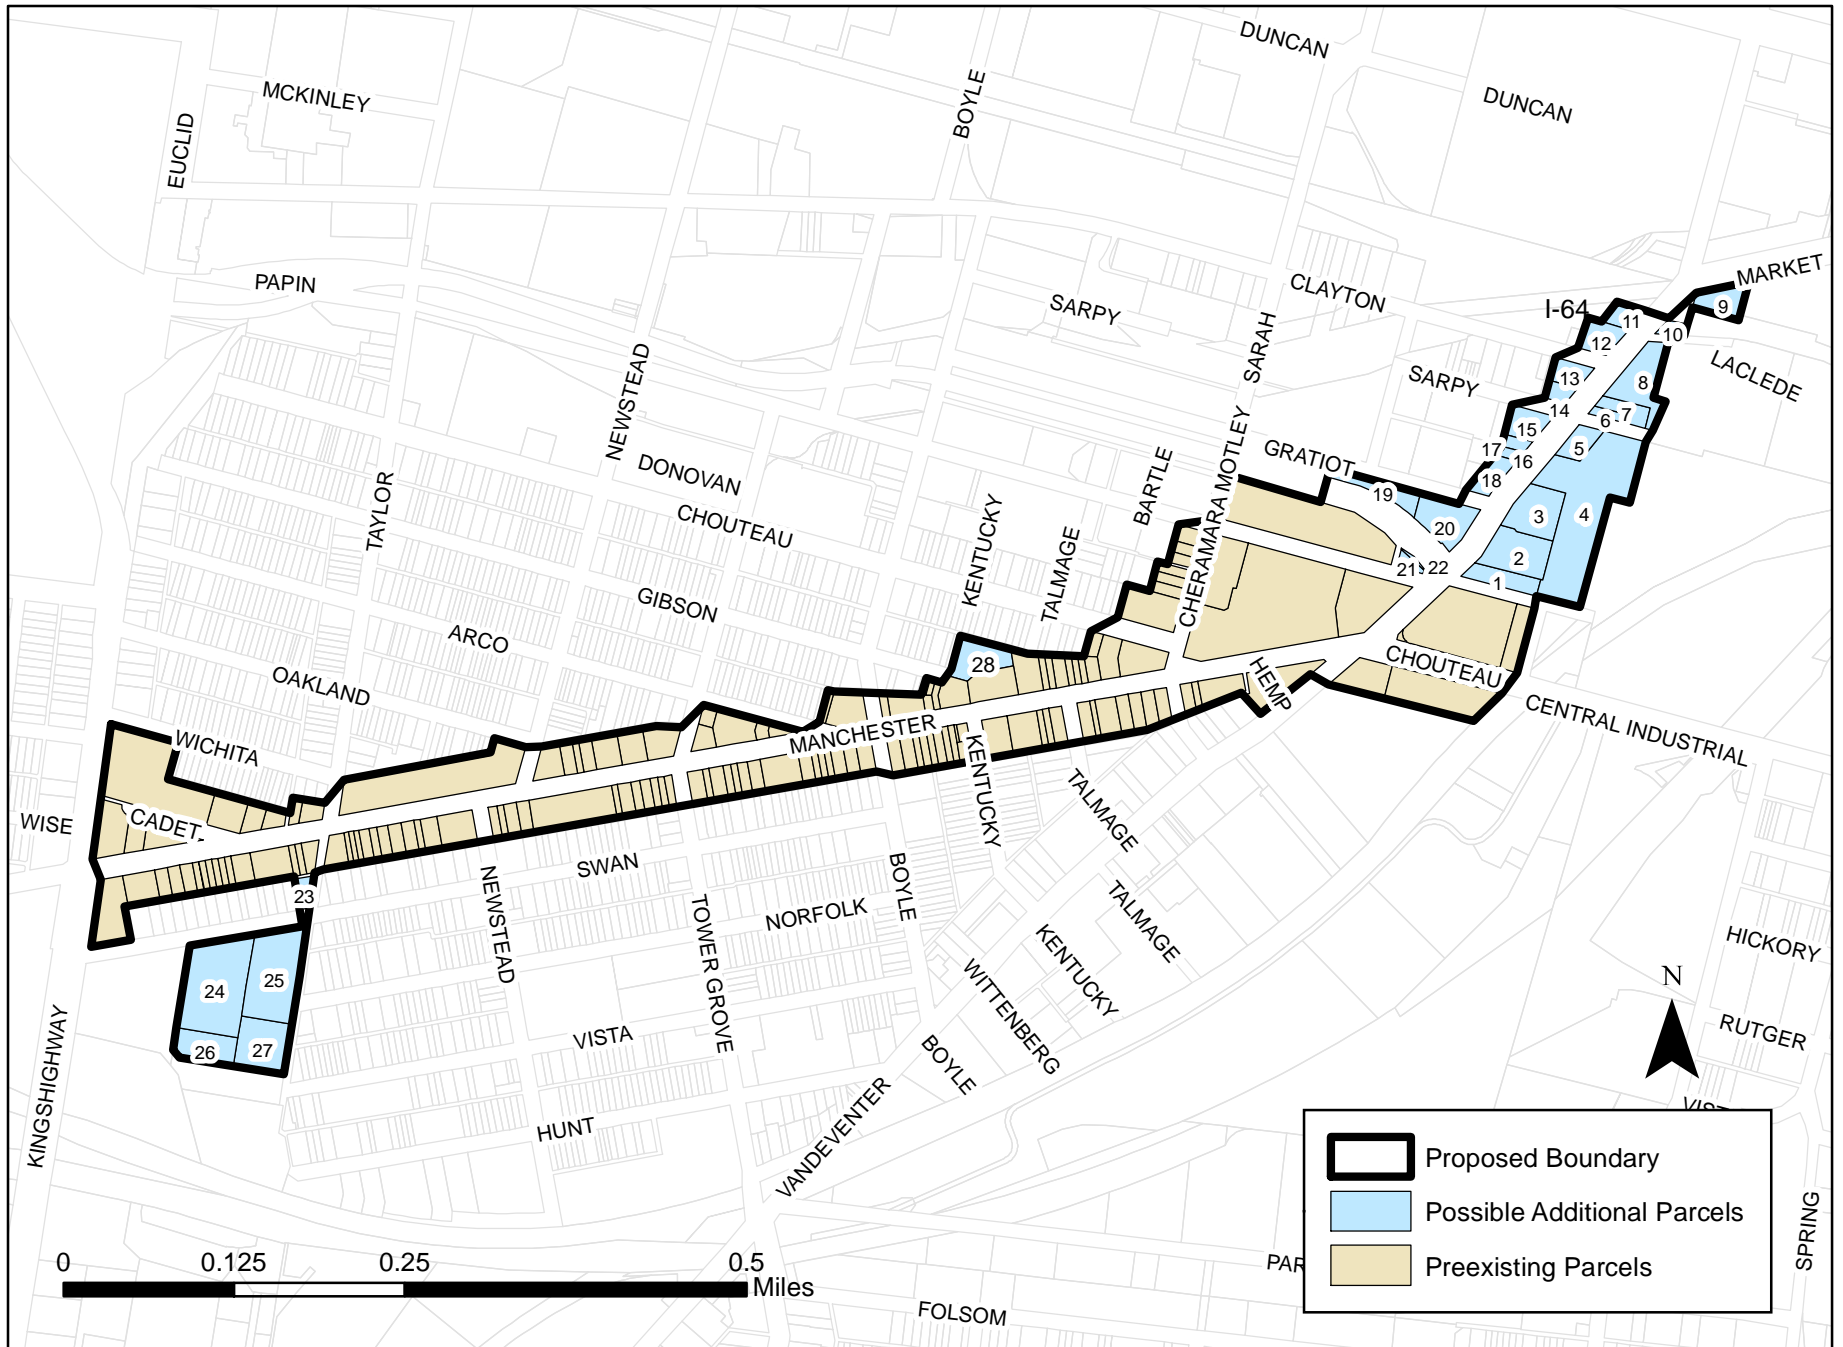 DUNCAN
MCKINLEY
BOYLE
DUNCAN
EUCLID
PAPIN
MARKET
CLAYTON
SARPY
I-64
9
11
10
12
SARAH
LACLEDE
NEWSTEAD
SARPY
13
8
14
7
6
15
CHERAMARA MOTLEY
17
5
16
GRATIOT
DONOVAN
BARTLE
18
19
TAYLOR
CHOUTEAU
KENTUCKY
3
4
20
TALMAGE
2
21
22
1
GIBSON
ARCO
28
CHOUTEAU
OAKLAND
HEMP
CENTRAL INDUSTRIAL
MANCHESTER
WICHITA
KENTUCKY
TALMAGE
WISE
CADET
SWAN
BOYLE
23
NEWSTEAD
TOWER GROVE
NORFOLK
TALMAGE
HICKORY
KENTUCKY
25
24
WITTENBERG
N
RUTGER
VISTA
26
27
BOYLE
KINGSHIGHWAY
VANDEVENTER
HUNT
Proposed Boundary
Possible Additional Parcels
Preexisting Parcels
SPRING
0 0.125 0.25 0.5
Miles
FOLSOM